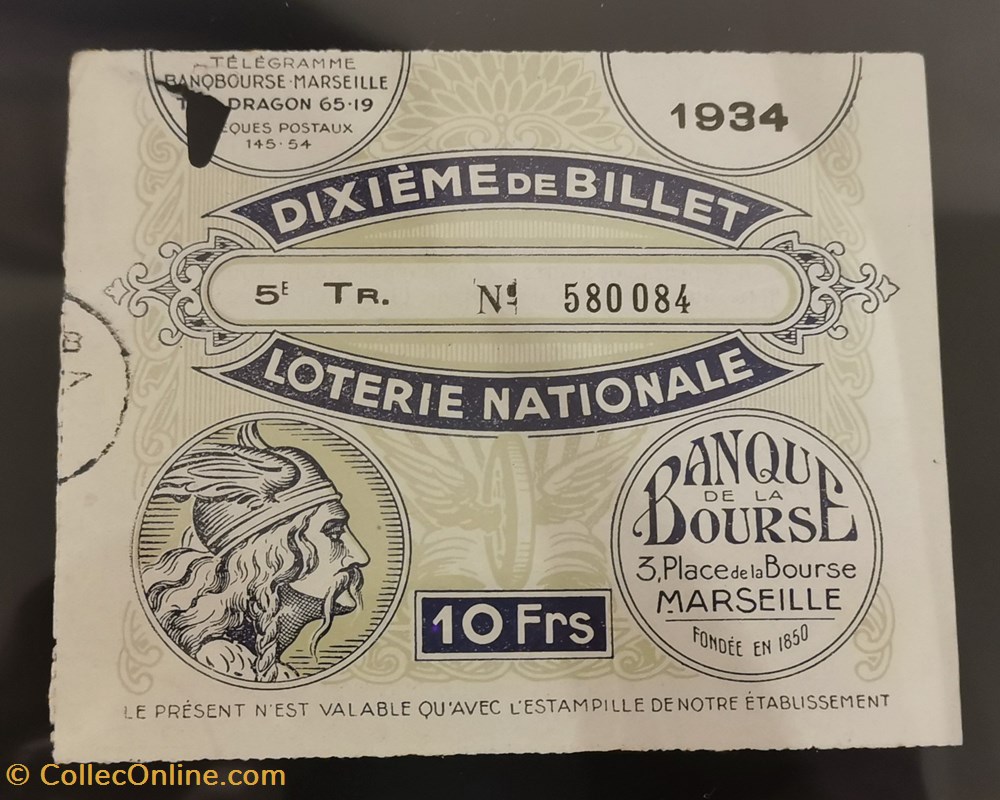 TÉLÉGRAMME
BANQBOURSE-MARSEILLE
DRAGON 65-19
POSTAUX
145-54
1934
DIXIÈME DE BILLET
5E TR. No 580084
LOTERIE NATIONALE
BANQUE
DE LA
BOURSE
3, Place de la Bourse
MARSEILLE
FONDÉE EN 1850
10 Frs
LE PRÉSENT N'EST VALABLE QU'AVEC L'ESTAMPILLE DE NOTRE ÉTABLISSEMENT
© CollecOnline.com